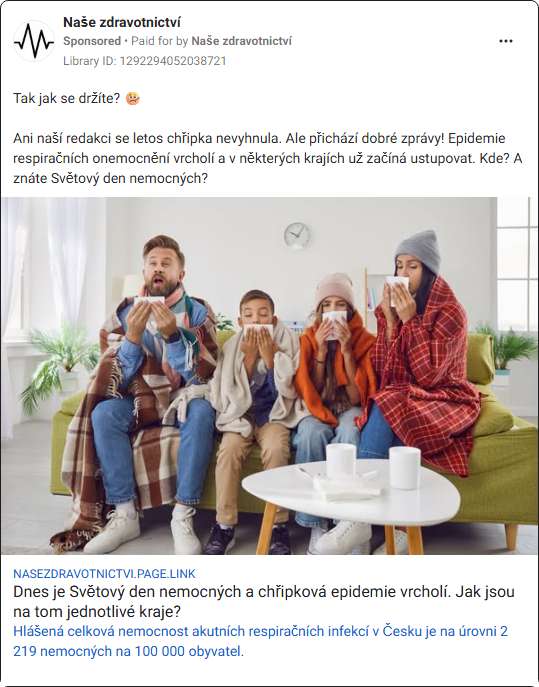 Naše zdravotnictví
Sponsored • Paid for by Naše zdravotnictví
Library ID: 1292294052038721
Tak jak se držíte? 🤒
Ani naší redakci se letos chřipka nevyhnula. Ale přichází dobré zprávy! Epidemie
respiračních onemocnění vrcholí a v některých krajích už začíná ustupovat. Kde? A
znáte Světový den nemocných?
NASEZDRAVOTNICTVI.PAGE.LINK
Dnes je Světový den nemocných a chřipková epidemie vrcholí. Jak jsou
na tom jednotlivé kraje?
Hlášená celková nemocnost akutních respiračních infekcí v Česku je na úrovni 2
219 nemocných na 100 000 obyvatel.